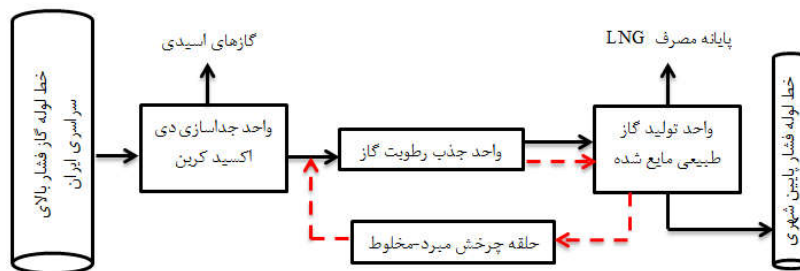 خط لوله گاز فشار بالای
سراسری ایران
گازهای اسیدی
واحد جداسازی دی
اکسید کربن
واحد جذب رطوبت گاز
حلقه چرخش مبرد-مخلوط
پایانه مصرف LNG
واحد تولید گاز
طبیعی مایع شده
خط لوله فشار پایین شهری